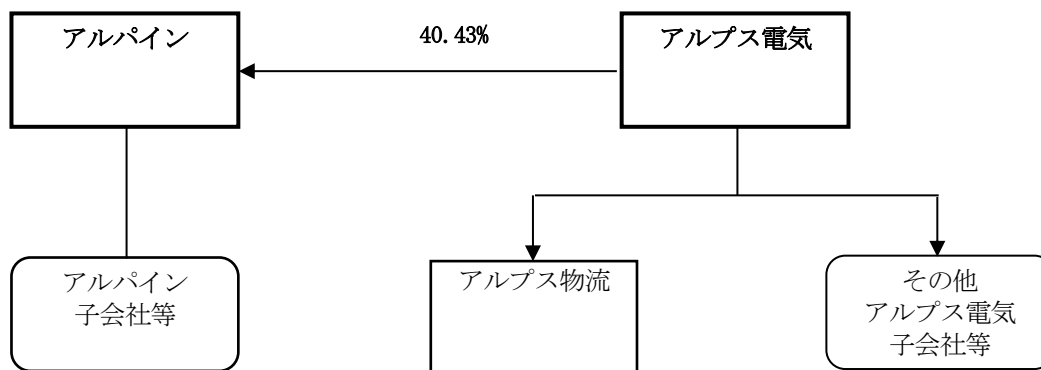 アルパイン
40.43%
アルプス電気
アルパイン
子会社等
アルプス物流
その他
アルプス電気
子会社等